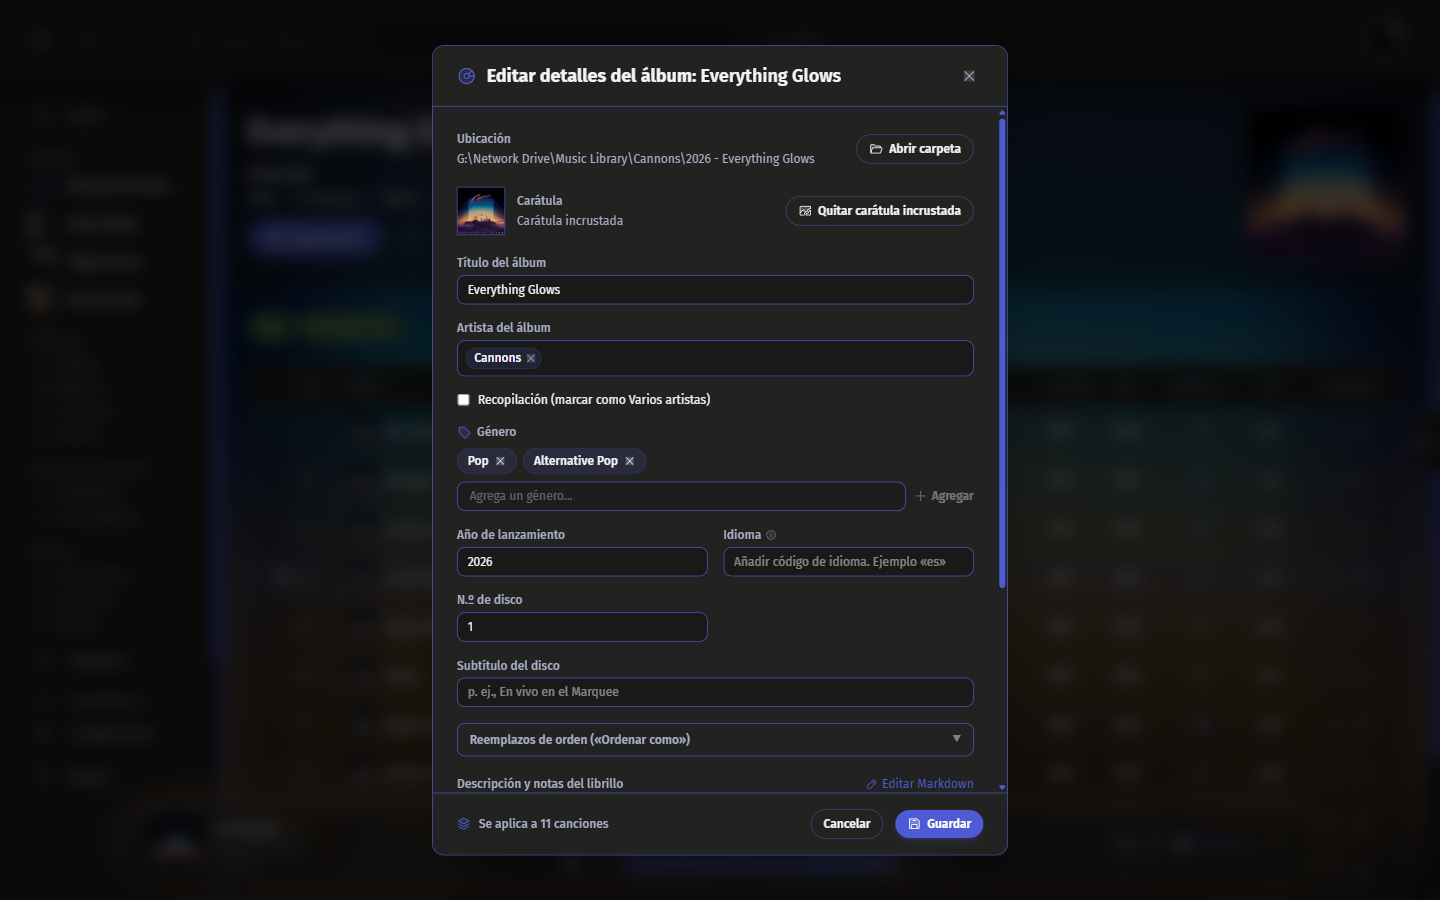 Editar detalles del álbum: Everything Glows
Ubicación
G:\Network Drive\Music Library\Cannons\2026 - Everything Glows
Abrir carpeta
Carátula
Carátula incrustada
Quitar carátula incrustada
Título del álbum
Everything Glows
Artista del álbum
Cannons
Recopilación (marcar como Varios artistas)
Género
Pop
Alternative Pop
Agrega un género...
Agregar
Año de lanzamiento
Idioma
2026
Añadir código de idioma. Ejemplo «es»
N.º de disco
1
Subtítulo del disco
p. ej., En vivo en el Marquee
Reemplazos de orden («Ordenar como»)
Descripción y notas del librillo
Editar Markdown
Se aplica a 11 canciones
Cancelar
Guardar